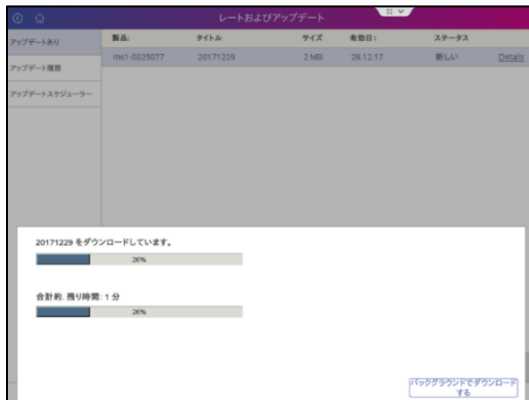 レートおよびアップデート
アップデートあり
アップデート履歴
アップデートスケジューラー
製品: タイトル サイズ 有効日: ステータス
ms1-0025077 20171229 2 MB 28.12.17 新しい Details
20171229 をダウンロードしています。
26%
合計約. 残り時間: 1 分
26%
バックグラウンドでダウンロード
する